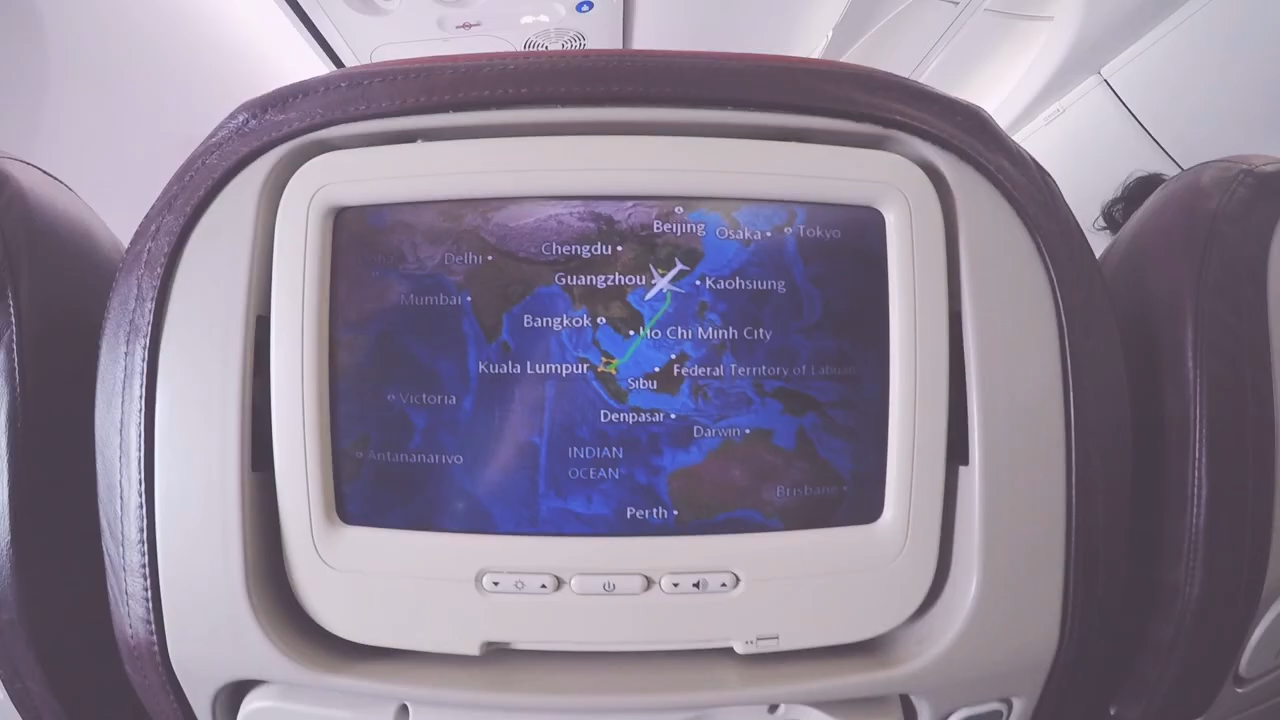 Beijing
Osaka
Tokyo
Chengdu
Delhi
Doha
Guangzhou
Kaohsiung
Mumbai
Bangkok
Ho Chi Minh City
Kuala Lumpur
Federal Territory of Labuan
Sibu
Victoria
Denpasar
Darwin
INDIAN
OCEAN
Antananarivo
Brisbane
Perth